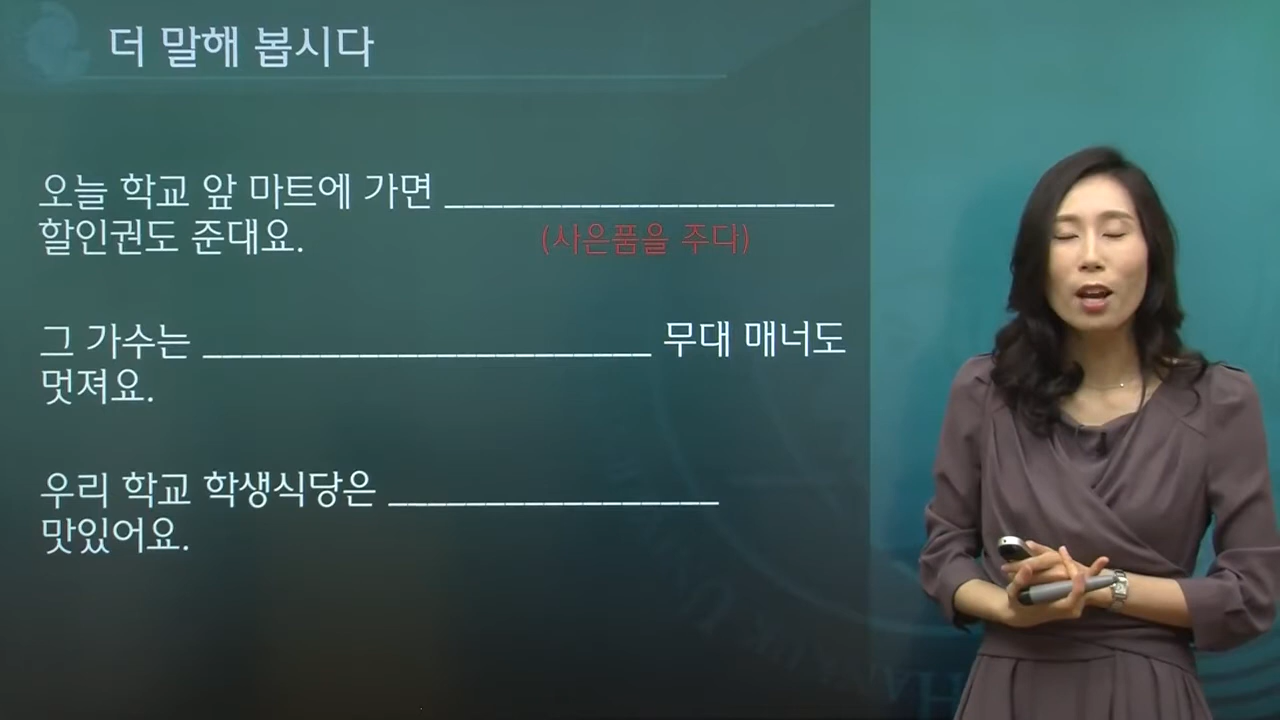 더 말해 봅시다
오늘 학교 앞 마트에 가면 ____________________
할인권도 준대요. (사은품을 주다)
그 가수는 _______________________ 무대 매너도
멋져요.
우리 학교 학생식당은 _________________
맛있어요.